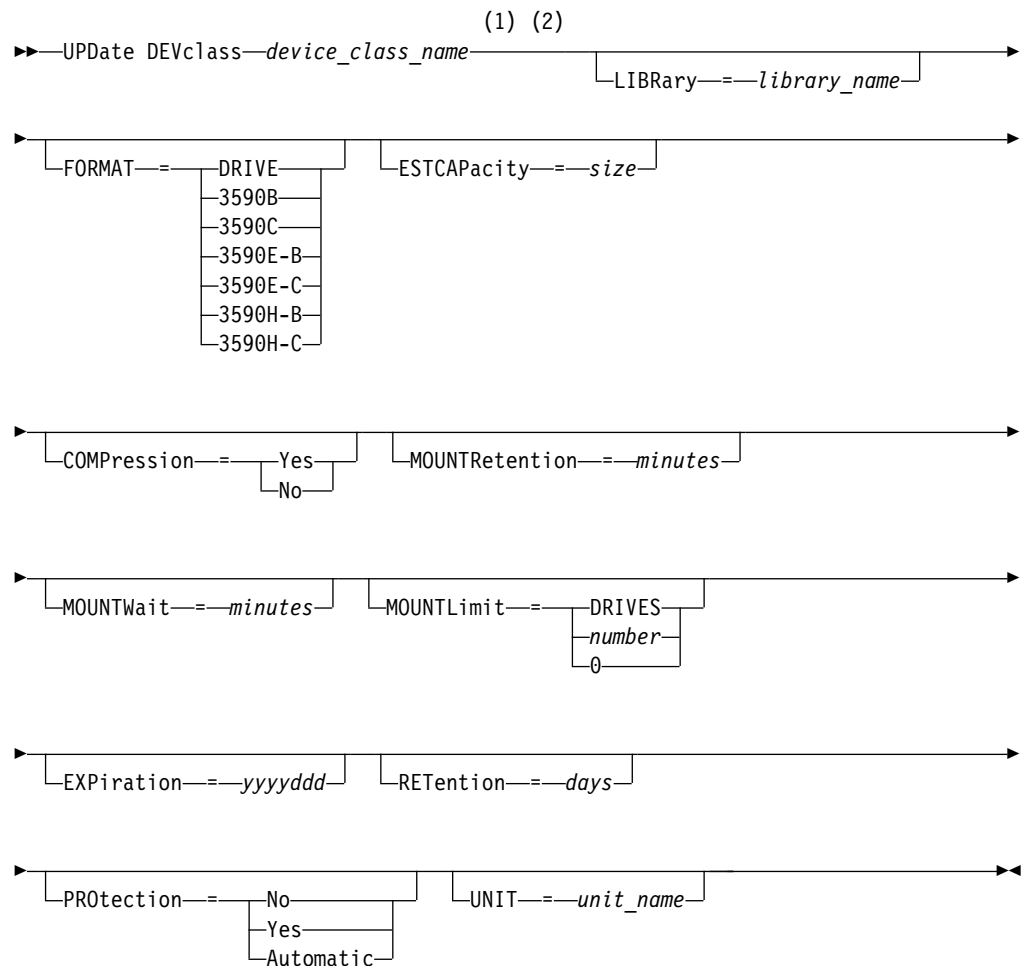 (1) (2)
UPDate DEVclass device_class_name
LIBRary = library_name
FORMAT = DRIVE ESTCAPacity = size
3590B
3590C
3590E-B
3590E-C
3590H-B
3590H-C
COMPression = Yes MOUNTRetention = minutes
No
MOUNTWait = minutes MOUNTLimit = DRIVES
number
0
EXPiration = yyyyddd RETention = days
PROtection = No UNIT = unit_name
Yes
Automatic